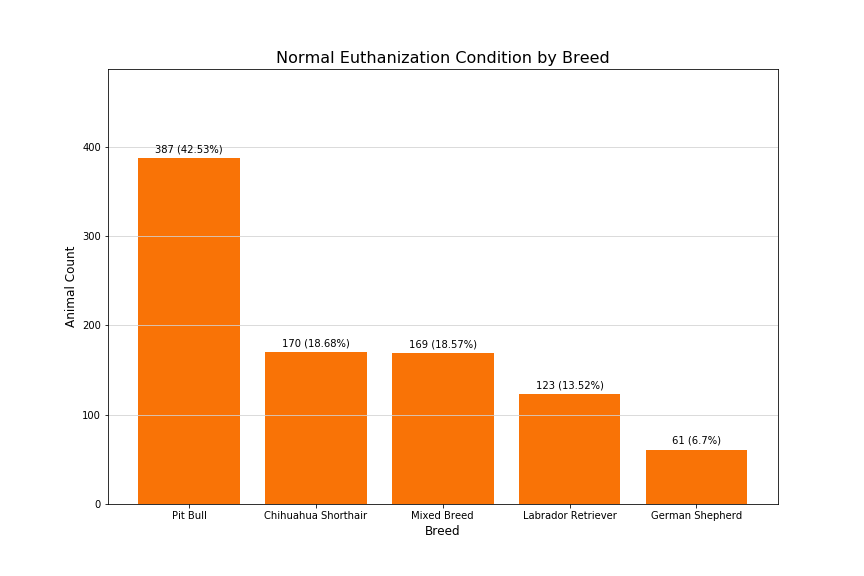 Normal Euthanization Condition by Breed
Animal Count
400
300
200
100
0
387 (42.53%)
170 (18.68%)
169 (18.57%)
123 (13.52%)
61 (6.7%)
Pit Bull
Chihuahua Shorthair
Mixed Breed
Labrador Retriever
German Shepherd
Breed